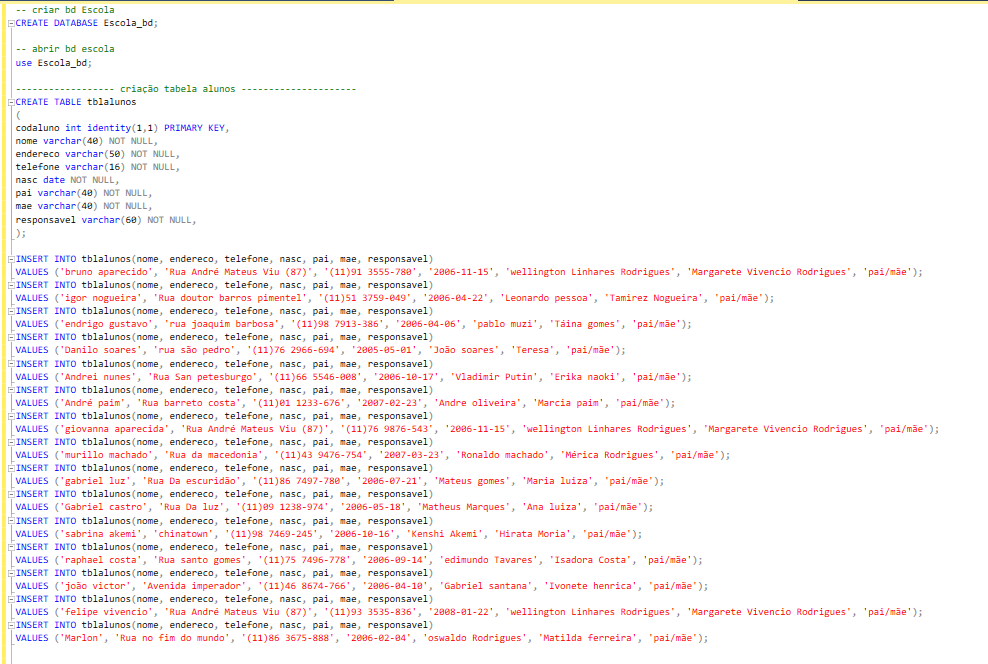 -- criar bd Escola
CREATE DATABASE Escola_bd;
-- abrir bd escola
use Escola_bd;
------------------ criação tabela alunos ---------------------
CREATE TABLE tblalunos
(
codaluno int identity(1,1) PRIMARY KEY,
nome varchar(40) NOT NULL,
endereco varchar(50) NOT NULL,
telefone varchar(16) NOT NULL,
nasc date NOT NULL,
pai varchar(40) NOT NULL,
mae varchar(40) NOT NULL,
responsavel varchar(60) NOT NULL,
);
INSERT INTO tblalunos(nome, endereco, telefone, nasc, pai, mae, responsavel)
VALUES ('bruno aparecido', 'Rua André Mateus Viu (87)', '(11)91 3555-780', '2006-11-15', 'wellington Linhares Rodrigues', 'Margarete Vivencio Rodrigues', 'pai/mãe');
INSERT INTO tblalunos(nome, endereco, telefone, nasc, pai, mae, responsavel)
VALUES ('igor nogueira', 'Rua doutor barros pimentel', '(11)51 3759-049', '2006-04-22', 'Leonardo pessoa', 'Tamirez Nogueira', 'pai/mãe');
INSERT INTO tblalunos(nome, endereco, telefone, nasc, pai, mae, responsavel)
VALUES ('endrigo gustavo', 'rua joaquim barbosa', '(11)98 7913-386', '2006-04-06', 'pablo muzi', 'Táina gomes', 'pai/mãe');
INSERT INTO tblalunos(nome, endereco, telefone, nasc, pai, mae, responsavel)
VALUES ('Danilo soares', 'rua são pedro', '(11)76 2966-694', '2005-05-01', 'João soares', 'Teresa', 'pai/mãe');
INSERT INTO tblalunos(nome, endereco, telefone, nasc, pai, mae, responsavel)
VALUES ('Andrei nunes', 'Rua San petesburgo', '(11)66 5546-008', '2006-10-17', 'Vladimir Putin', 'Erika naoki', 'pai/mãe');
INSERT INTO tblalunos(nome, endereco, telefone, nasc, pai, mae, responsavel)
VALUES ('André paim', 'Rua barreto costa', '(11)01 1233-676', '2007-02-23', 'Andre oliveira', 'Marcia paim', 'pai/mãe');
INSERT INTO tblalunos(nome, endereco, telefone, nasc, pai, mae, responsavel)
VALUES ('giovanna aparecida', 'Rua André Mateus Viu (87)', '(11)76 9876-543', '2006-11-15', 'wellington Linhares Rodrigues', 'Margarete Vivencio Rodrigues', 'pai/mãe');
INSERT INTO tblalunos(nome, endereco, telefone, nasc, pai, mae, responsavel)
VALUES ('murillo machado', 'Rua da macedonia', '(11)43 9476-754', '2007-03-23', 'Ronaldo machado', 'Mérica Rodrigues', 'pai/mãe');
INSERT INTO tblalunos(nome, endereco, telefone, nasc, pai, mae, responsavel)
VALUES ('gabriel luz', 'Rua Da escuridão', '(11)86 7497-780', '2006-07-21', 'Mateus gomes', 'Maria luiza', 'pai/mãe');
INSERT INTO tblalunos(nome, endereco, telefone, nasc, pai, mae, responsavel)
VALUES ('Gabriel castro', 'Rua Da luz', '(11)09 1238-974', '2006-05-18', 'Matheus Marques', 'Ana luiza', 'pai/mãe');
INSERT INTO tblalunos(nome, endereco, telefone, nasc, pai, mae, responsavel)
VALUES ('sabrina akemi', 'chinatown', '(11)98 7469-245', '2006-10-16', 'Kenshi Akemi', 'Hirata Moria', 'pai/mãe');
INSERT INTO tblalunos(nome, endereco, telefone, nasc, pai, mae, responsavel)
VALUES ('raphael costa', 'Rua santo gomes', '(11)75 7496-778', '2006-09-14', 'edimundo Tavares', 'Isadora Costa', 'pai/mãe');
INSERT INTO tblalunos(nome, endereco, telefone, nasc, pai, mae, responsavel)
VALUES ('joão victor', 'Avenida imperador', '(11)46 8674-766', '2006-04-10', 'Gabriel santana', 'Ivonete henrica', 'pai/mãe');
INSERT INTO tblalunos(nome, endereco, telefone, nasc, pai, mae, responsavel)
VALUES ('felipe vivencio', 'Rua André Mateus Viu (87)', '(11)93 3535-836', '2008-01-22', 'wellington Linhares Rodrigues', 'Margarete Vivencio Rodrigues', 'pai/mãe');
INSERT INTO tblalunos(nome, endereco, telefone, nasc, pai, mae, responsavel)
VALUES ('Marlon', 'Rua no fim do mundo', '(11)86 3675-888', '2006-02-04', 'oswaldo Rodrigues', 'Matilda ferreira', 'pai/mãe');